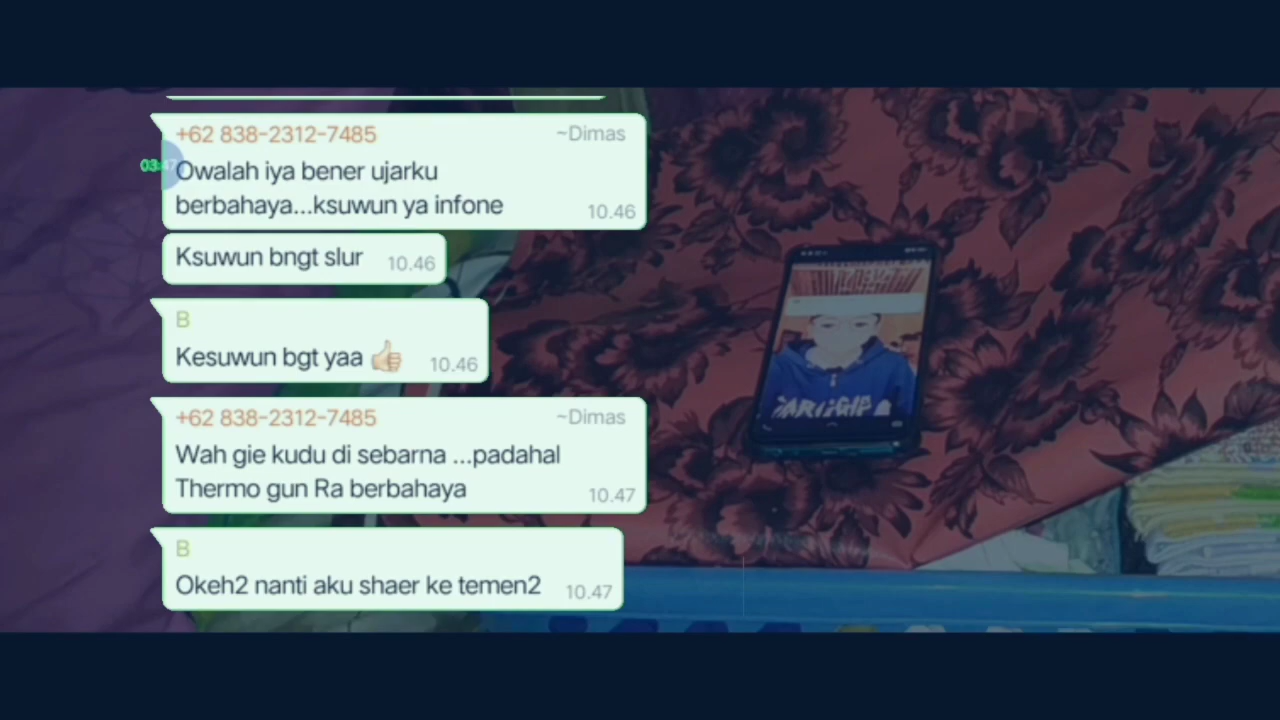 +62 838-2312-7485 ~Dimas
Owalah iya bener ujarku
berbahaya...ksuwun ya infone 10.46
Ksuwun bngt slur 10.46
B
Kesuwun bgt yaa 👍🏻 10.46
+62 838-2312-7485 ~Dimas
Wah gie kudu di sebarna ...padahal
Thermo gun Ra berbahaya 10.47
B
Okeh2 nanti aku shaer ke temen2 10.47